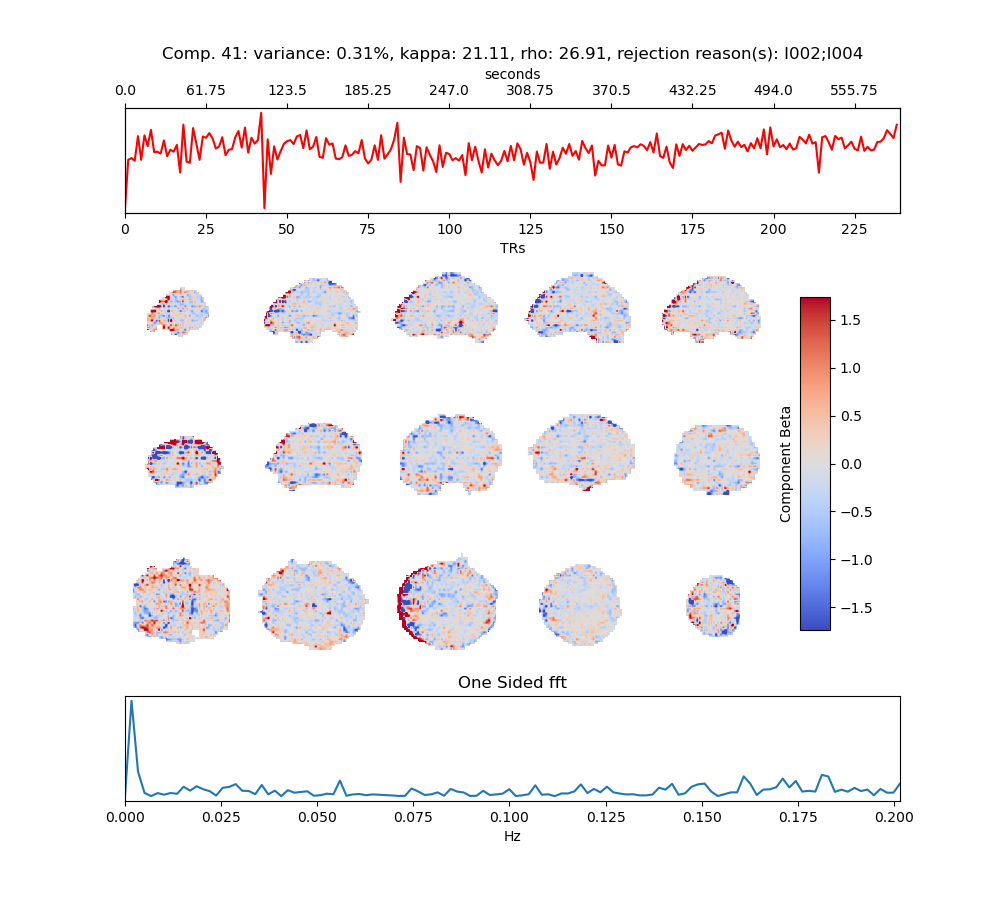 Comp. 41: variance: 0.31%, kappa: 21.11, rho: 26.91, rejection reason(s): I002;I004
seconds
0.0 61.75 123.5 185.25 247.0 308.75 370.5 432.25 494.0 555.75
0 25 50 75 100 125 150 175 200 225
TRs
1.5
1.0
0.5
0.0
−0.5
−1.0
−1.5
Component Beta
One Sided fft
0.000 0.025 0.050 0.075 0.100 0.125 0.150 0.175 0.200
Hz